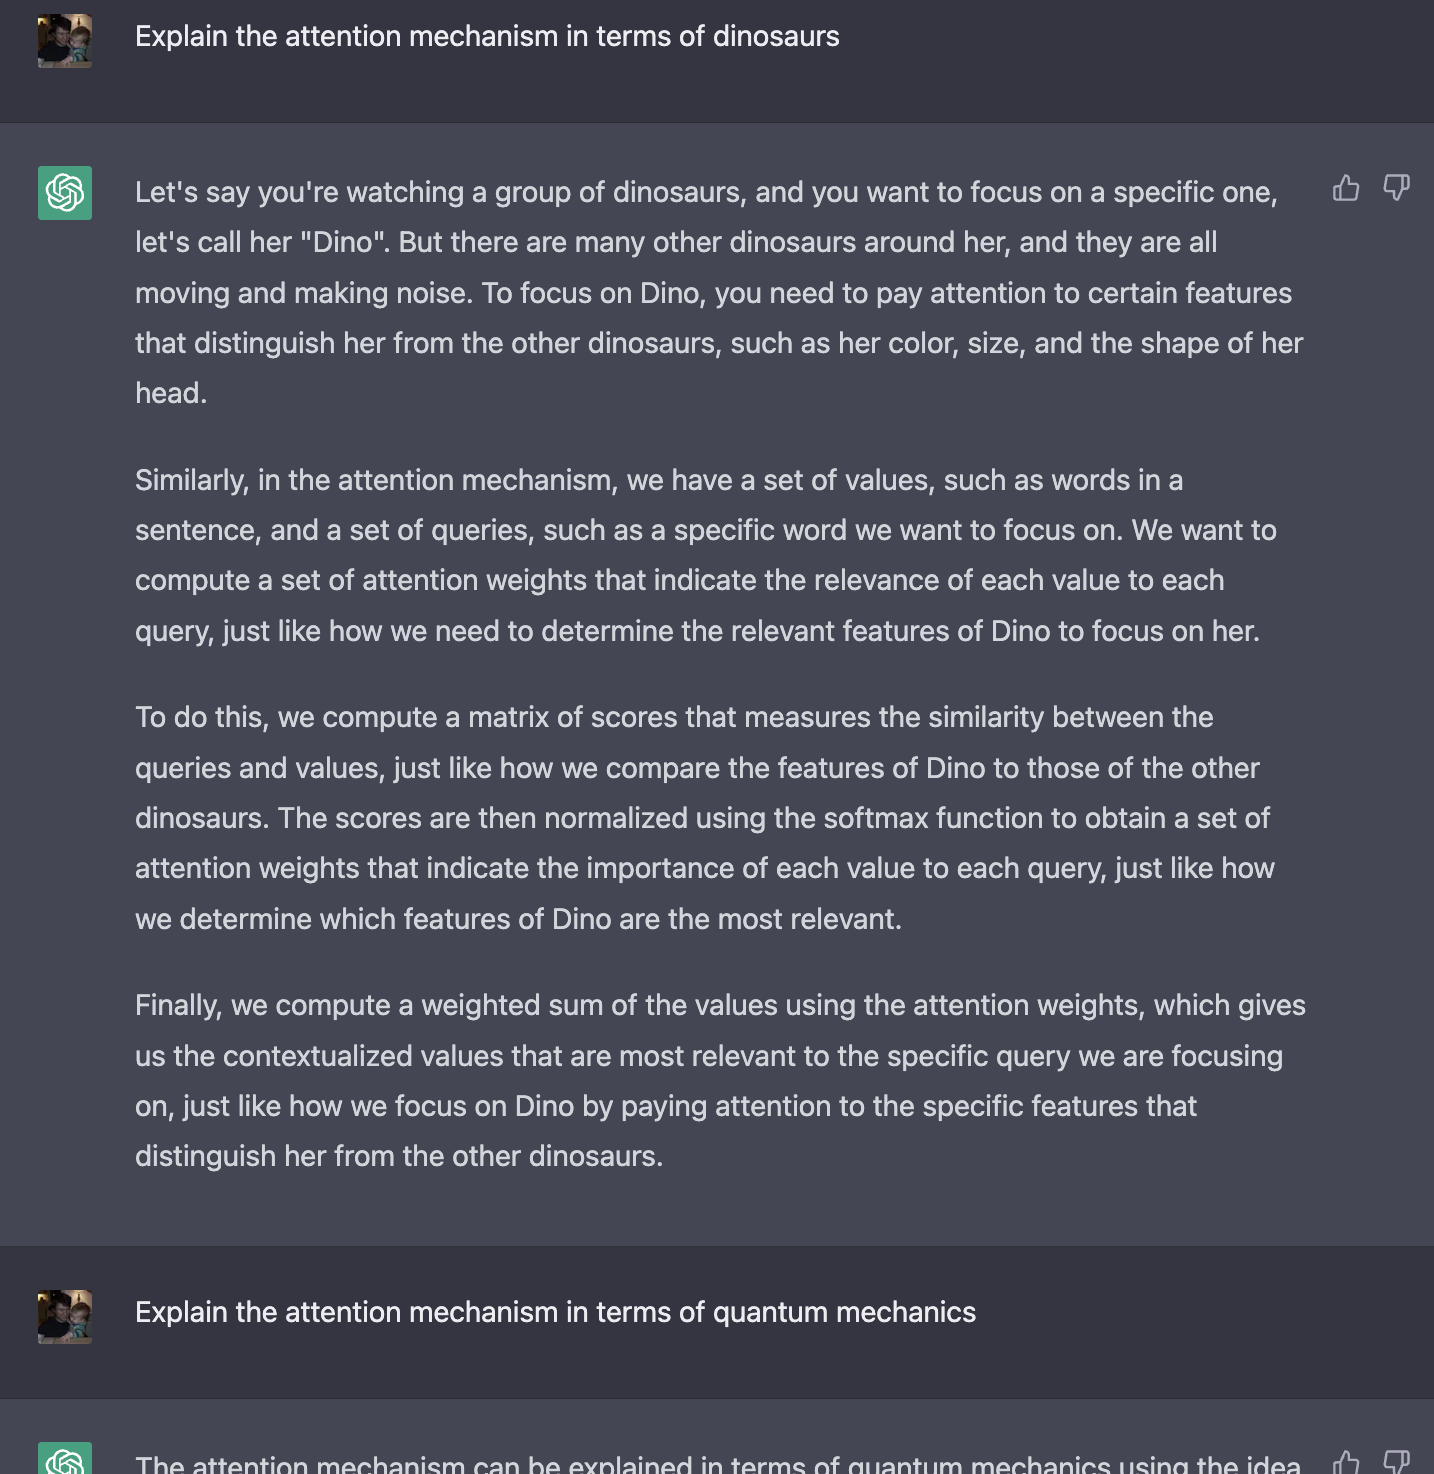 Explain the attention mechanism in terms of dinosaurs
Let's say you're watching a group of dinosaurs, and you want to focus on a specific one,
let's call her "Dino". But there are many other dinosaurs around her, and they are all
moving and making noise. To focus on Dino, you need to pay attention to certain features
that distinguish her from the other dinosaurs, such as her color, size, and the shape of her
head.
Similarly, in the attention mechanism, we have a set of values, such as words in a
sentence, and a set of queries, such as a specific word we want to focus on. We want to
compute a set of attention weights that indicate the relevance of each value to each
query, just like how we need to determine the relevant features of Dino to focus on her.
To do this, we compute a matrix of scores that measures the similarity between the
queries and values, just like how we compare the features of Dino to those of the other
dinosaurs. The scores are then normalized using the softmax function to obtain a set of
attention weights that indicate the importance of each value to each query, just like how
we determine which features of Dino are the most relevant.
Finally, we compute a weighted sum of the values using the attention weights, which gives
us the contextualized values that are most relevant to the specific query we are focusing
on, just like how we focus on Dino by paying attention to the specific features that
distinguish her from the other dinosaurs.
Explain the attention mechanism in terms of quantum mechanics
The attention mechanism can be explained in terms of quantum mechanics using the idea